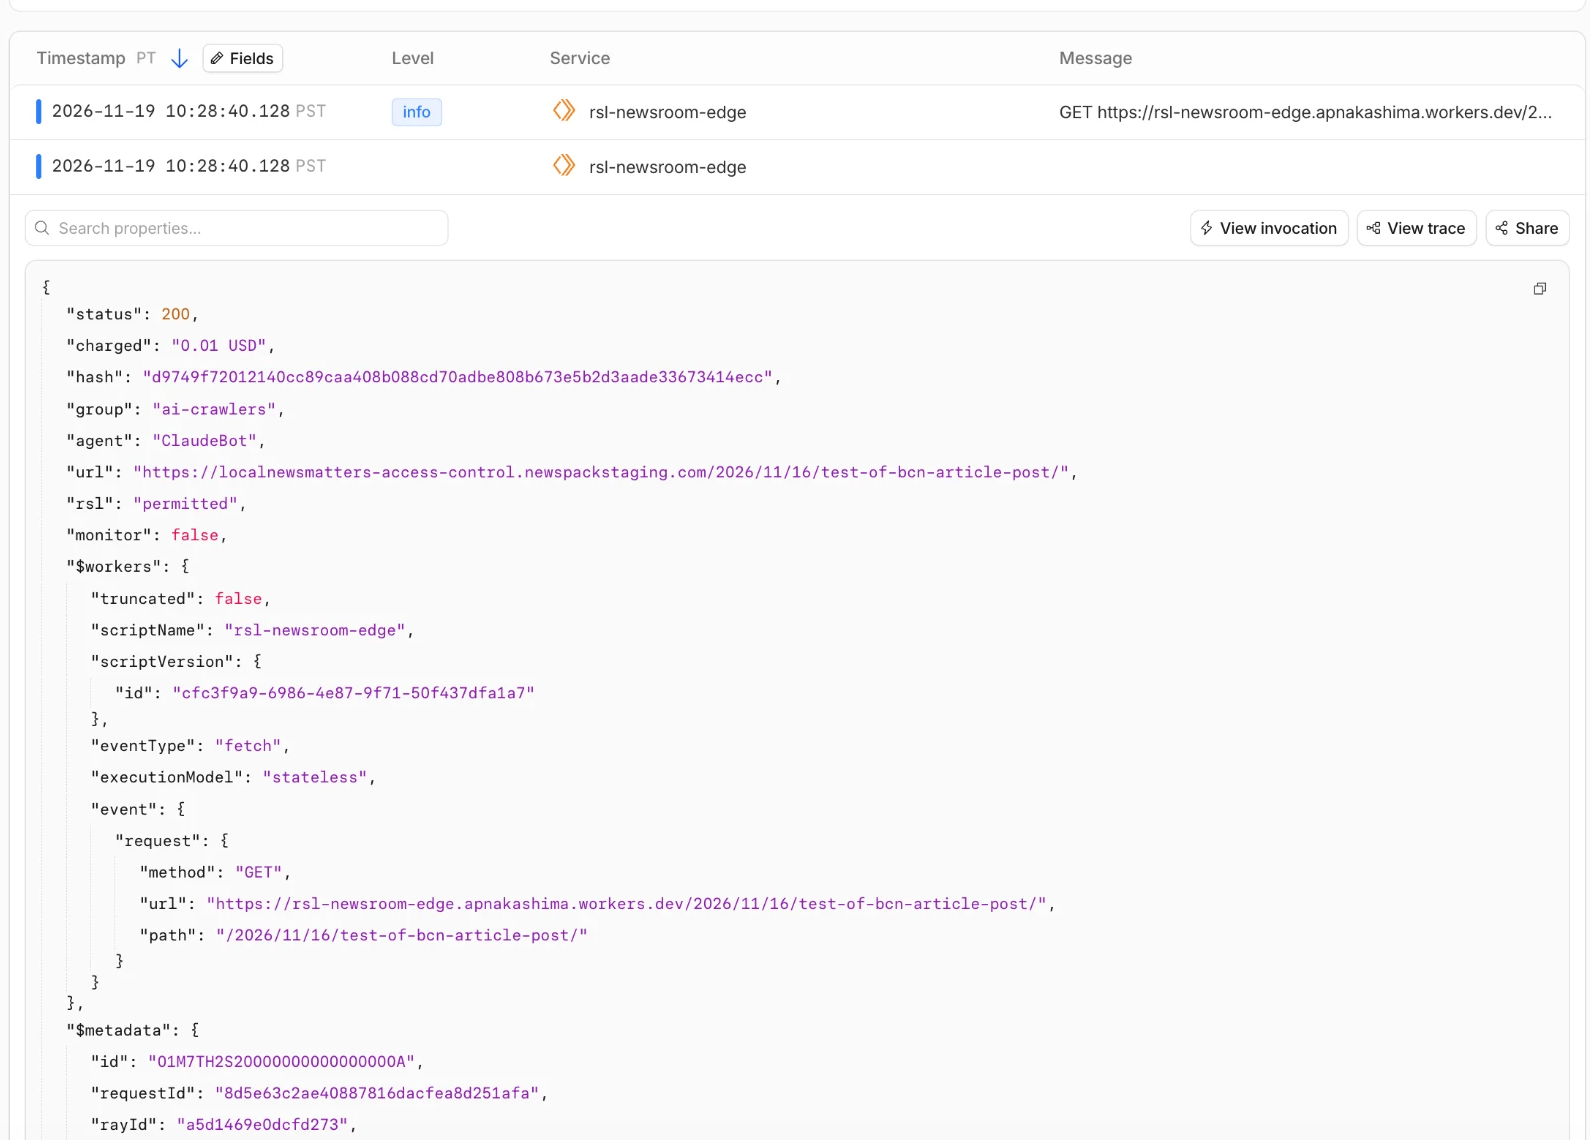 Timestamp PT Fields Level Service Message
2026-11-19 10:28:40.128 PST info rsl-newsroom-edge GET https://rsl-newsroom-edge.apnakashima.workers.dev/2...
2026-11-19 10:28:40.128 PST rsl-newsroom-edge
Search properties... View invocation View trace Share
{
"status": 200,
"charged": "0.01 USD",
"hash": "d9749f72012140cc89caa408b088cd70adbe808b673e5b2d3aade33673414ecc",
"group": "ai-crawlers",
"agent": "ClaudeBot",
"url": "https://localnewsmatters-access-control.newspackstaging.com/2026/11/16/test-of-bcn-article-post/",
"rsl": "permitted",
"monitor": false,
"$workers": {
"truncated": false,
"scriptName": "rsl-newsroom-edge",
"scriptVersion": {
"id": "cfc3f9a9-6986-4e87-9f71-50f437dfa1a7"
},
"eventType": "fetch",
"executionModel": "stateless",
"event": {
"request": {
"method": "GET",
"url": "https://rsl-newsroom-edge.apnakashima.workers.dev/2026/11/16/test-of-bcn-article-post/",
"path": "/2026/11/16/test-of-bcn-article-post/"
}
}
},
"$metadata": {
"id": "01M7TH2S20000000000000000A",
"requestId": "8d5e63c2ae40887816dacfea8d251afa",
"rayId": "a5d1469e0dcfd273",